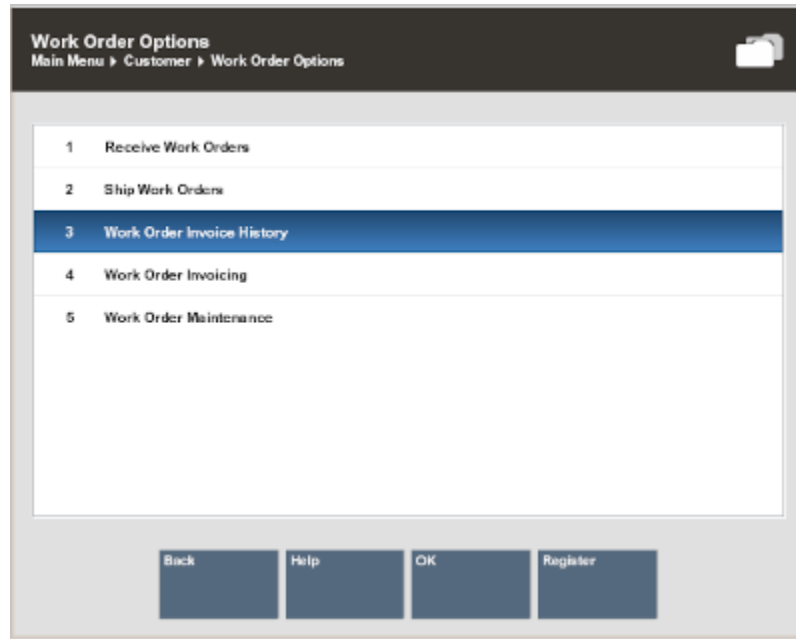 Work Order Options
Main Menu ▸ Customer ▸ Work Order Options
1 Receive Work Orders
2 Ship Work Orders
3 Work Order Invoice History
4 Work Order Invoicing
5 Work Order Maintenance
Back Help OK Register